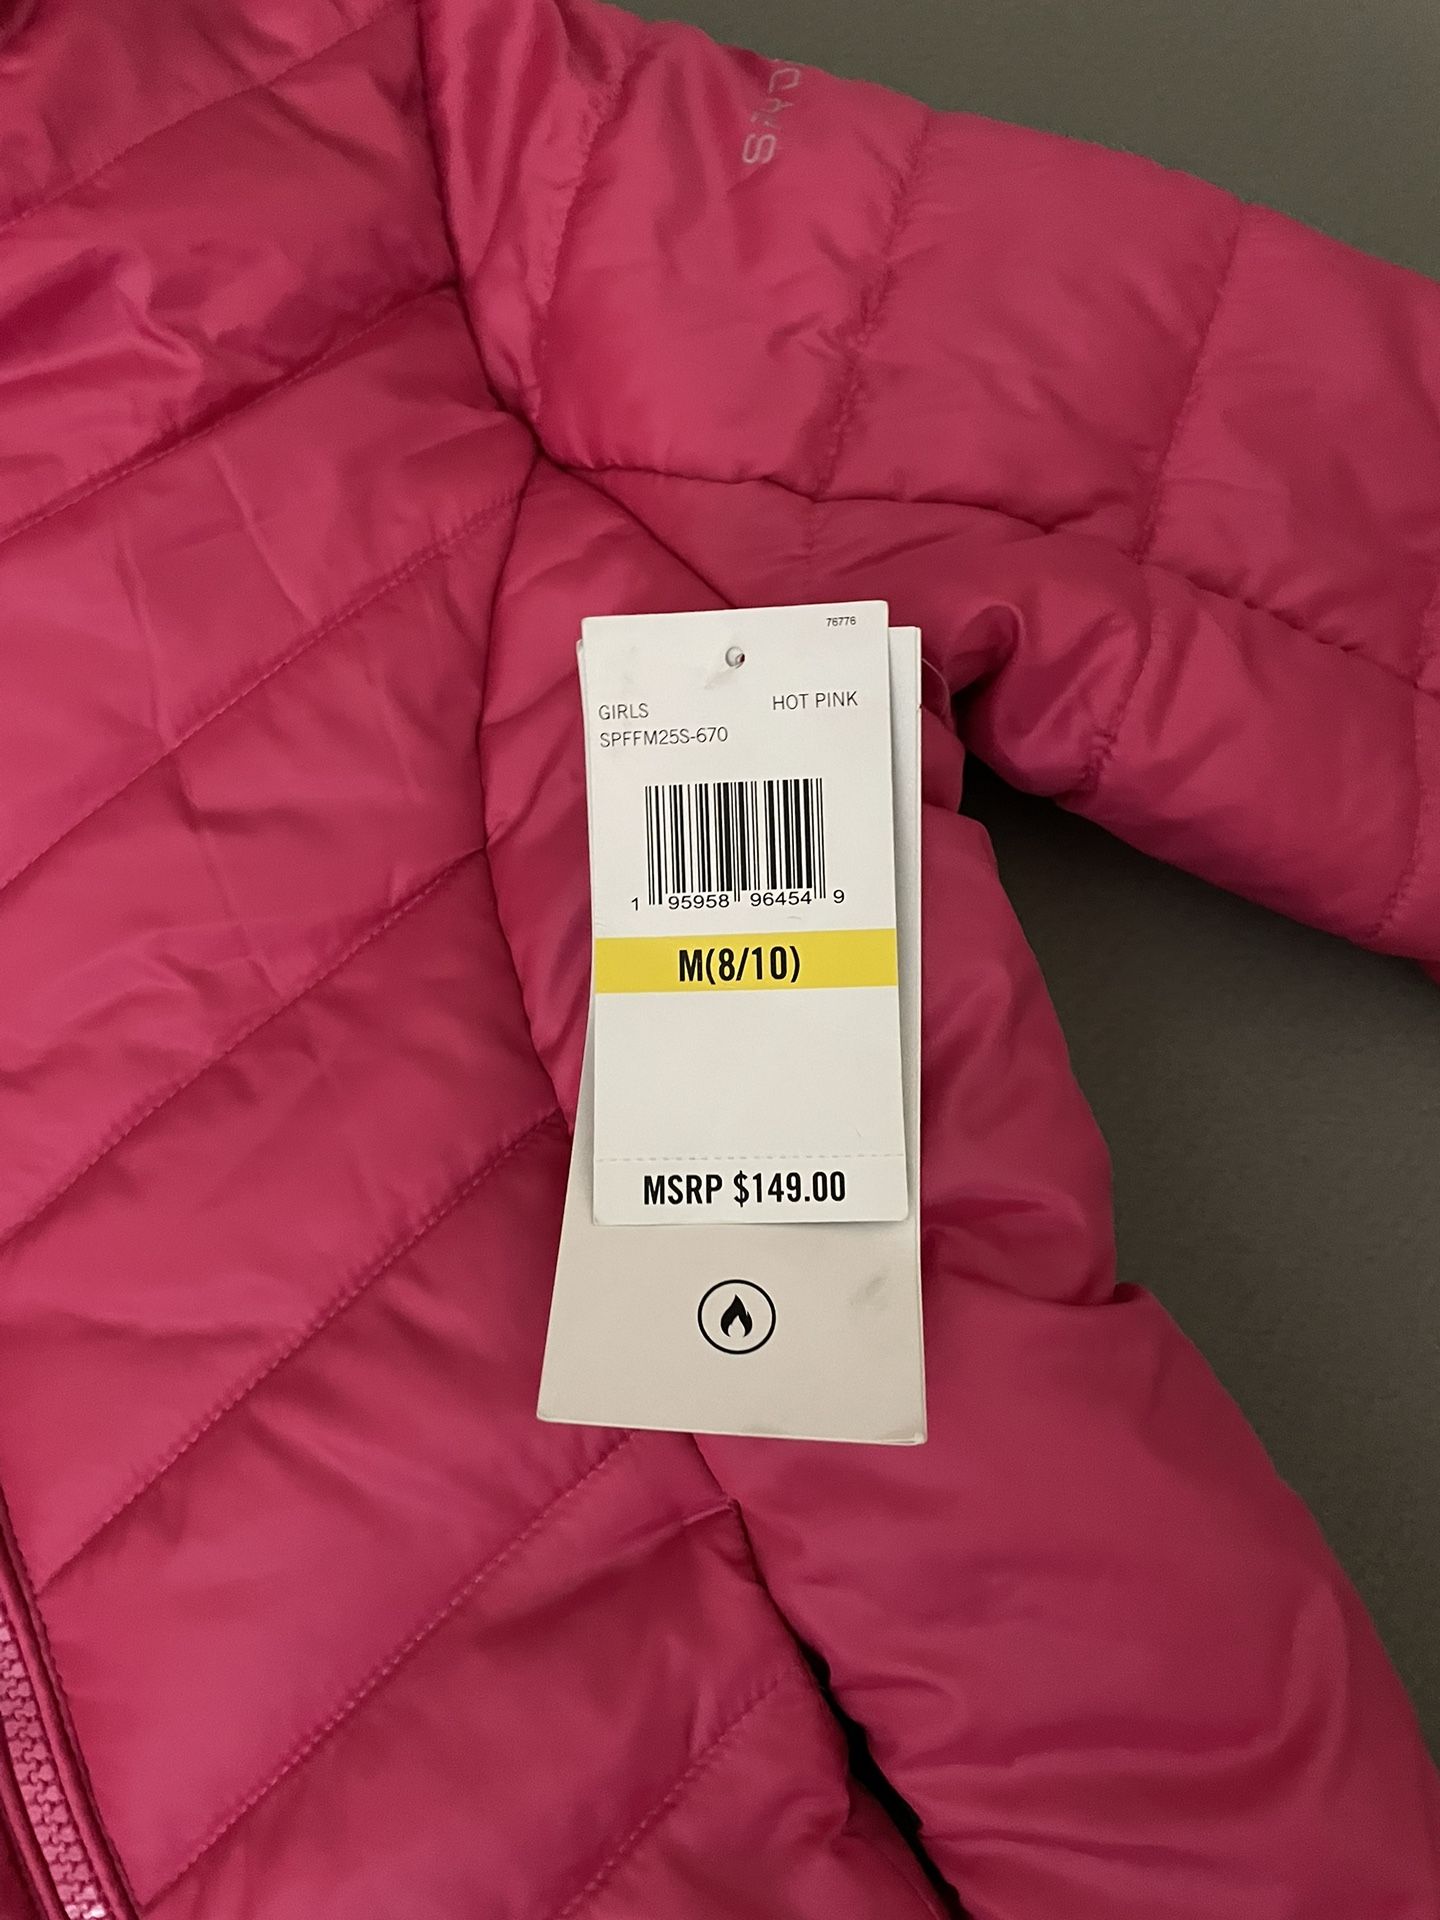 76776
GIRLS HOT PINK
SPFFM25S-670
1 95958 96454 9
M(8/10)
MSRP $149.00